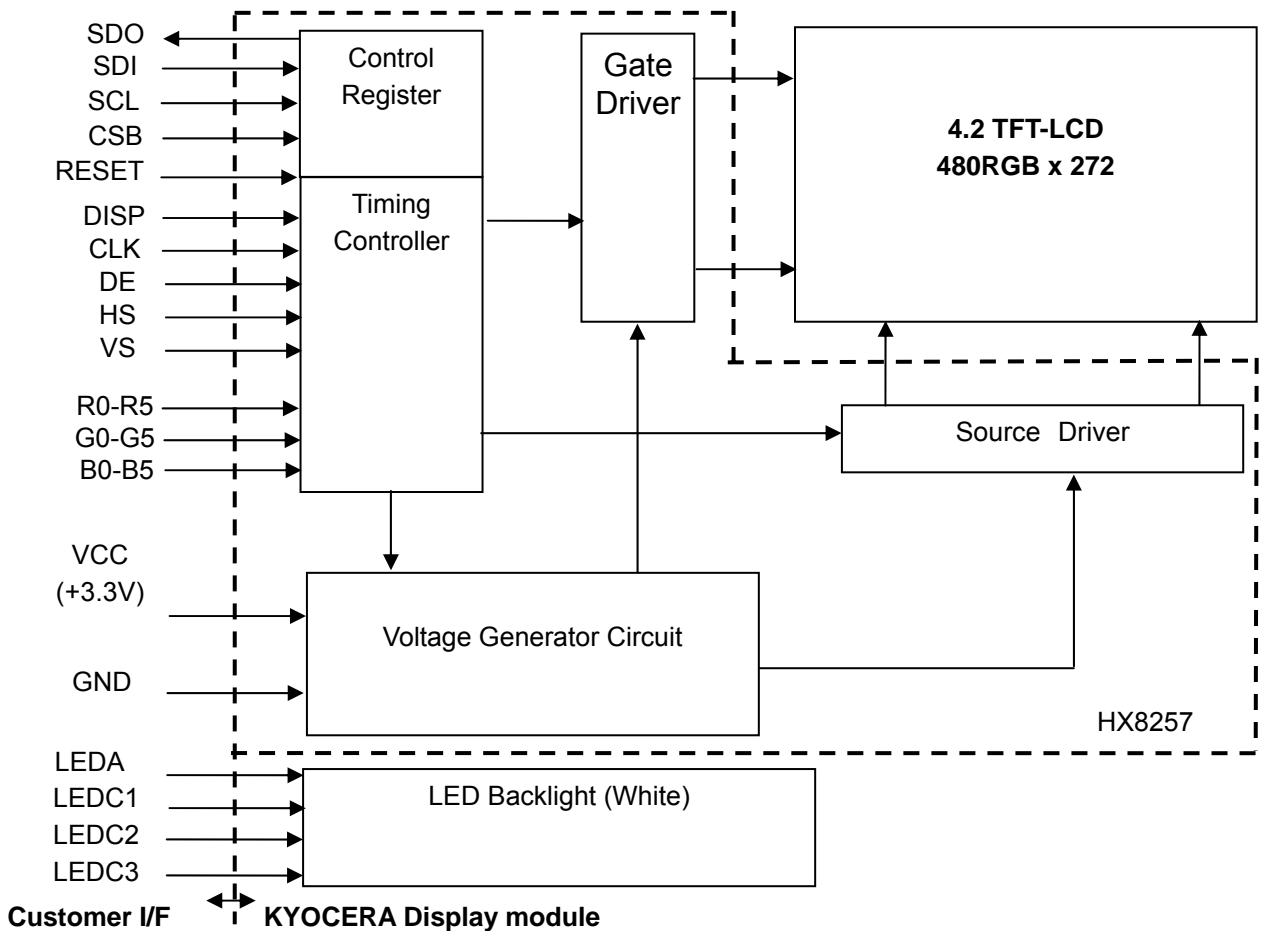 SDO
SDI
SCL
CSB
RESET
DISP
CLK
DE
HS
VS
R0-R5
G0-G5
B0-B5
VCC
(+3.3V)
GND
LEDA
LEDC1
LEDC2
LEDC3
Control
Register
Timing
Controller
Gate
Driver
4.2 TFT-LCD
480RGB x 272
Source Driver
Voltage Generator Circuit
HX8257
LED Backlight (White)
Customer I/F
KYOCERA Display module